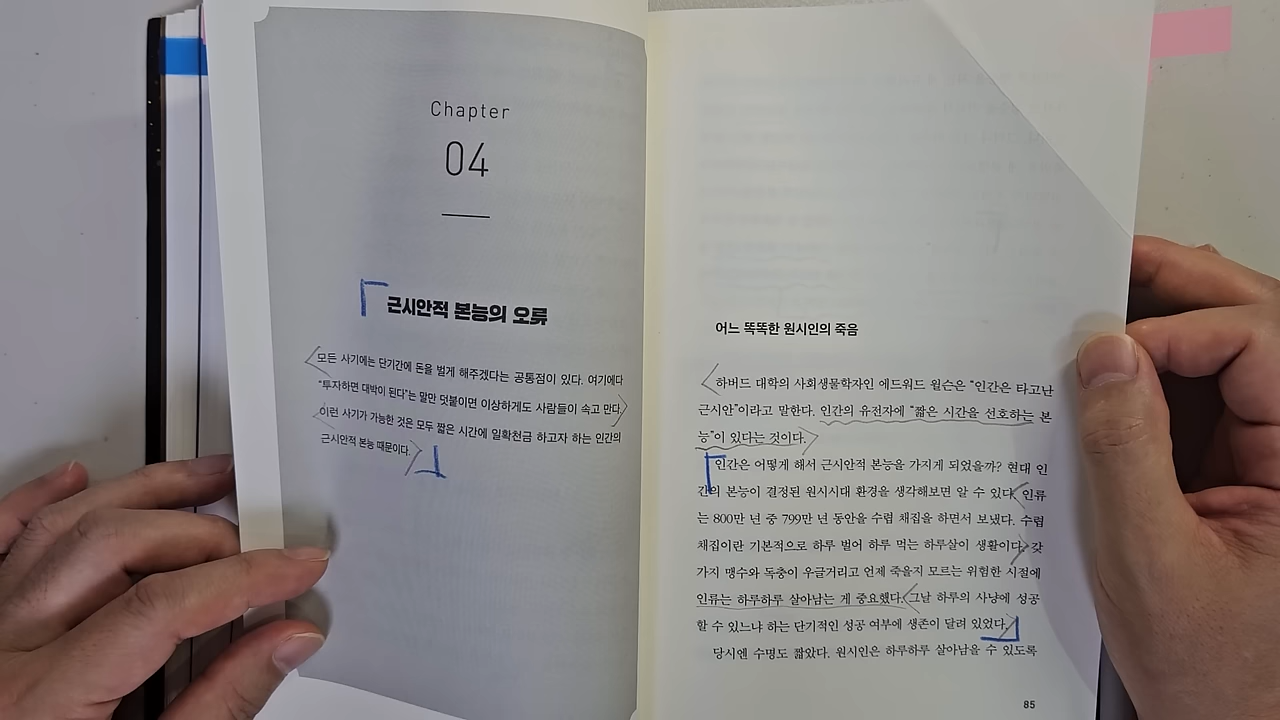 Chapter
04
근시안적 본능의 오류
모든 사기에는 단기간에 돈을 벌게 해주겠다는 공통점이 있다. 여기에다
“투자하면 대박이 된다”는 말만 덧붙이면 이상하게도 사람들이 속고 만다.
이런 사기가 가능한 것은 모두 짧은 시간에 일확천금 하고자 하는 인간의
근시안적 본능 때문이다.
어느 똑똑한 원시인의 죽음
하버드 대학의 사회생물학자인 에드워드 윌슨은 “인간은 타고난
근시안”이라고 말한다. 인간의 유전자에 “짧은 시간을 선호하는 본
능”이 있다는 것이다.
인간은 어떻게 해서 근시안적 본능을 가지게 되었을까? 현대 인
간의 본능이 결정된 원시시대 환경을 생각해보면 알 수 있다. 인류
는 800만 년 중 799만 년 동안을 수렵 채집을 하면서 보냈다. 수렵
채집이란 기본적으로 하루 벌어 하루 먹는 하루살이 생활이다. 갖
가지 맹수와 독충이 우글거리고 언제 죽을지 모르는 위험한 시절에
인류는 하루하루 살아남는 게 중요했다. 그날 하루의 사냥에 성공
할 수 있느냐 하는 단기적인 성공 여부에 생존이 달려 있었다.
당시엔 수명도 짧았다. 원시인은 하루하루 살아남을 수 있도록
85